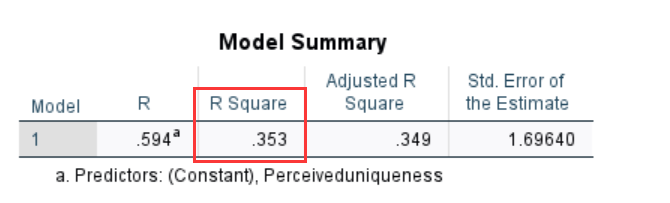 Model Summary
Model R R Square Adjusted R Square Std. Error of the Estimate
1 .594a .353 .349 1.69640
a. Predictors: (Constant), Perceiveduniqueness